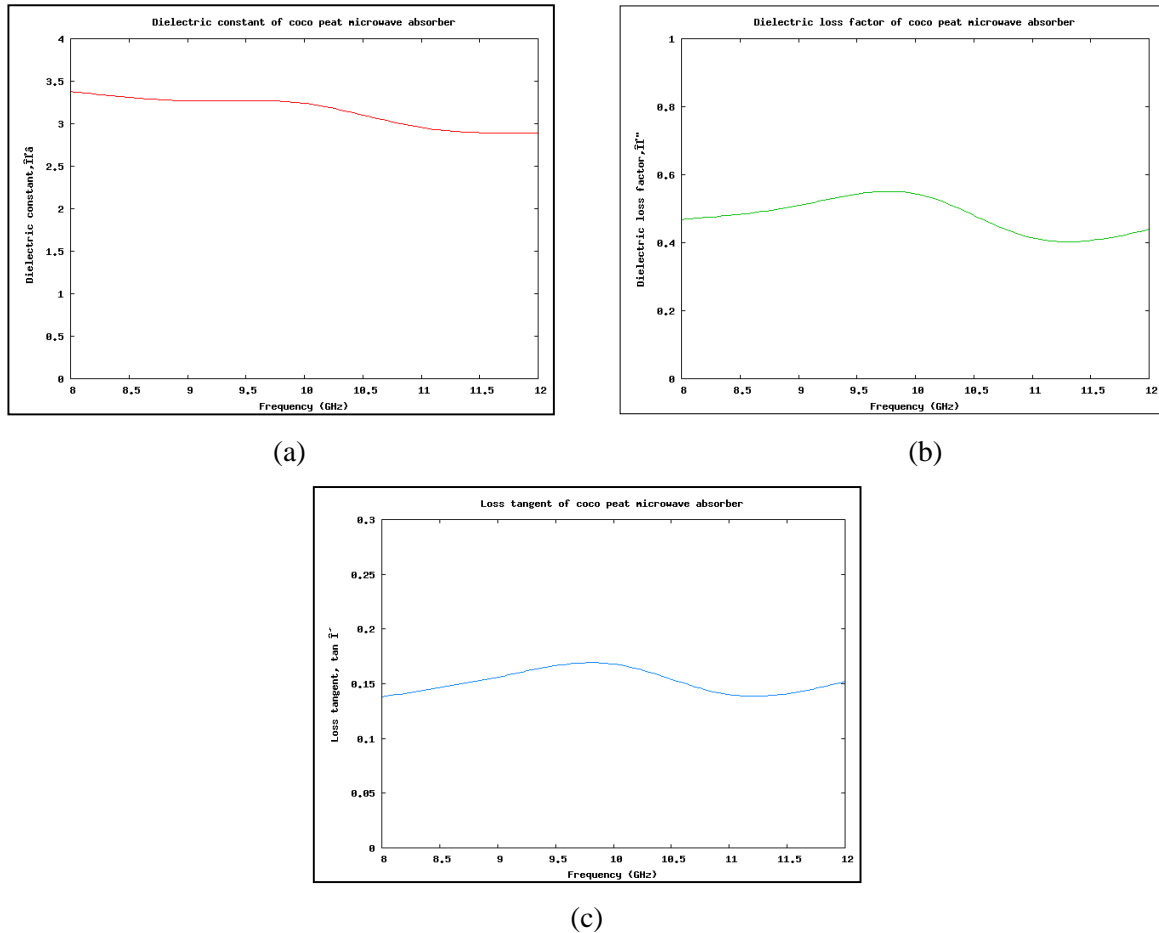 Dielectric constant of coco peat microwave absorber
4
3.5
3
2.5
2
1.5
1
0.5
0
Dielectric constant,ÎÎâ
8 8.5 9 9.5 10 10.5 11 11.5 12
Frequency (GHz)
(a)
Dielectric loss factor of coco peat microwave absorber
1
0.8
0.6
0.4
0.2
0
Dielectric loss factor,ÎÎ"
8 8.5 9 9.5 10 10.5 11 11.5 12
Frequency (GHz)
(b)
Loss tangent of coco peat microwave absorber
0.3
0.25
0.2
0.15
0.1
0.05
0
Loss tangent, tan Î´
8 8.5 9 9.5 10 10.5 11 11.5 12
Frequency (GHz)
(c)